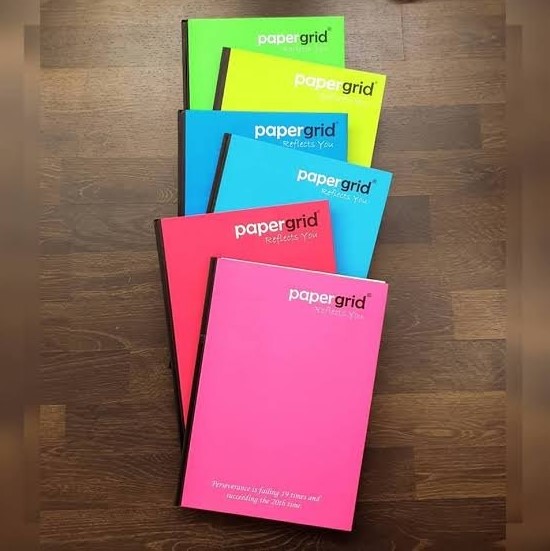 papergrid®
Reflects You
papergrid
Reflects You
papergrid®
Reflects You
papergrid®
Reflects You
papergrid
Reflects You
papergrid®
Reflects You
Perseverance is failing 19 times and
succeeding the 20th time.